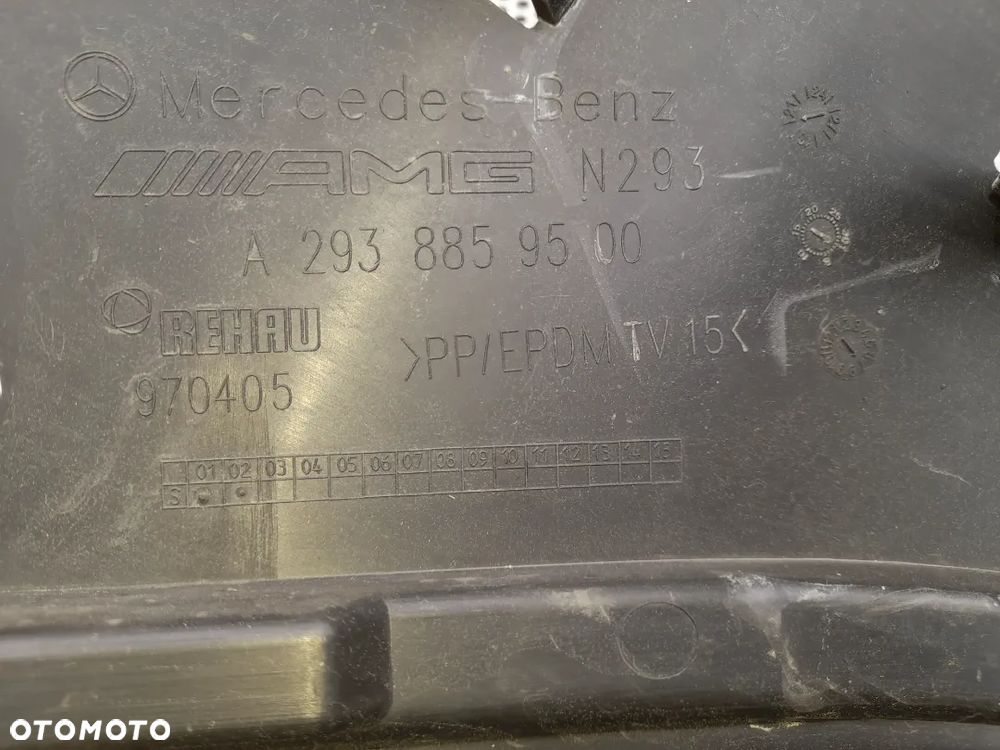 Mercedes-Benz
AMG N293
A 293 885 95 00
REHAU
>PP/EPDM TV 15<
970405
01 02 03 04 05 06 07 08 09 10 11 12 13 14 15
S
OTOMOTO